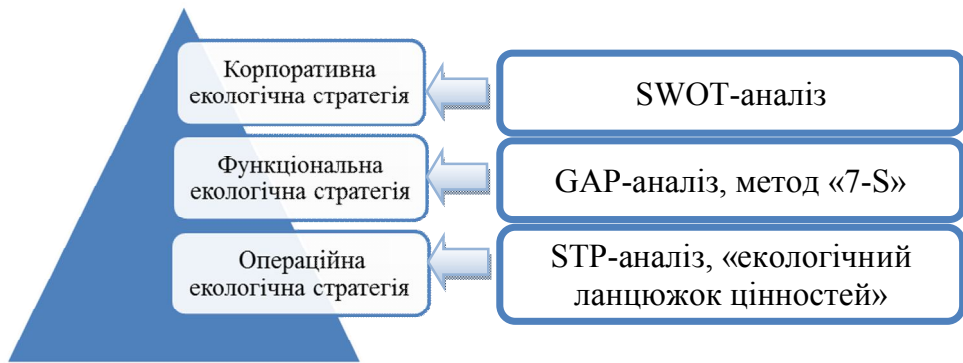 Корпоративна
екологічна стратегія
SWOT-аналіз
Функціональна
екологічна стратегія
GAP-аналіз, метод «7-S»
Операційна
екологічна стратегія
STP-аналіз, «екологічний
ланцюжок цінностей»